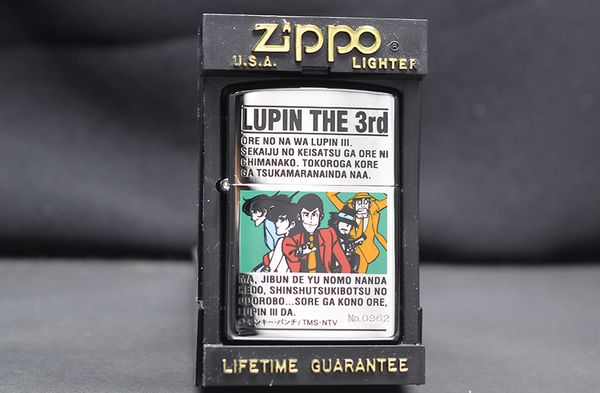 Zippo®
U.S.A. LIGHTER
LUPIN THE 3rd
ORE NO NA WA LUPIN III.
SEKAIJU NO KEISATSU GA ORE NI
CHIMANAKO. TOKOROGA KORE
GA TSUKAMARANAINDA NAA.
MA, JIBUN DE YU NOMO NANDA
KEDO, SHINSHUTSUKIBOTSU NO
ODOROBO...SORE GA KONO ORE,
LUPIN III DA.
©モンキー・パンチ/TMS-NTV
No.0962
LIFETIME GUARANTEE